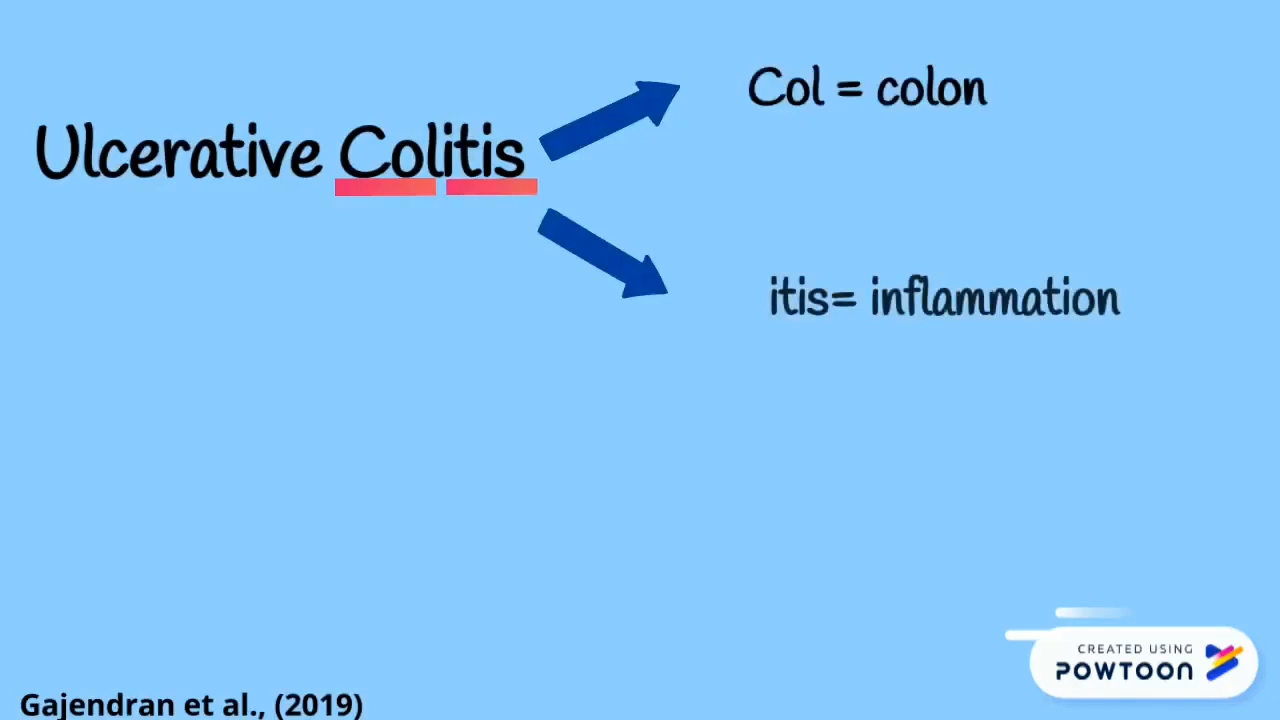 Col = colon
Ulcerative Colitis
itis= inflammation
CREATED USING
POWTOON
Gajendran et al., (2019)